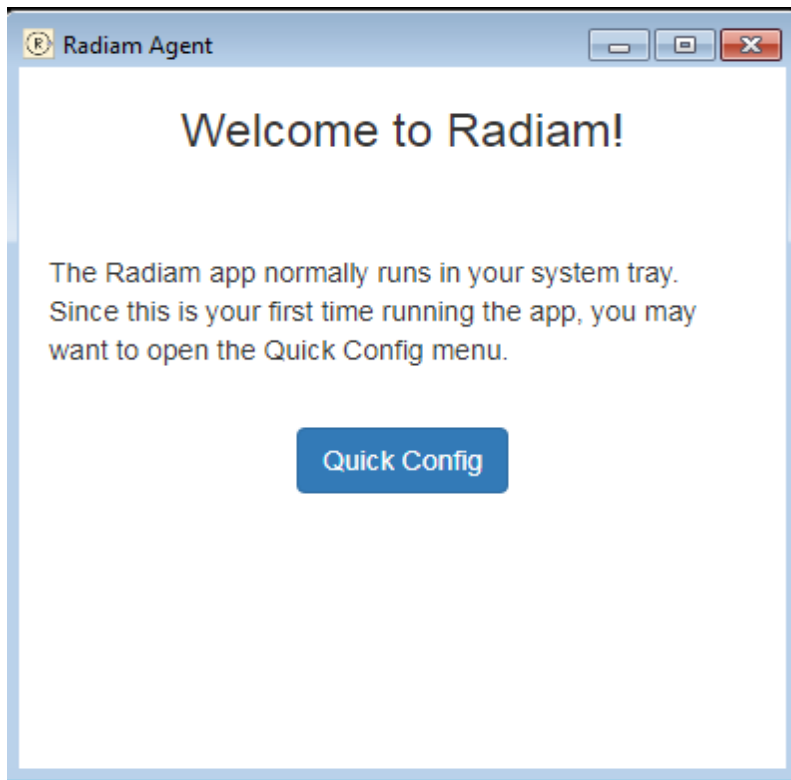 Radiam Agent
Welcome to Radiam!
The Radiam app normally runs in your system tray.
Since this is your first time running the app, you may
want to open the Quick Config menu.
Quick Config